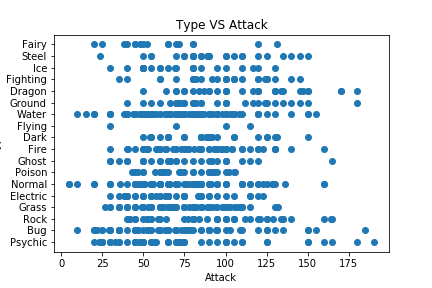 Type VS Attack
Fairy
Steel
Ice
Fighting
Dragon
Ground
Water
Flying
Dark
Fire
Ghost
Poison
Normal
Electric
Grass
Rock
Bug
Psychic
0 25 50 75 100 125 150 175
Attack